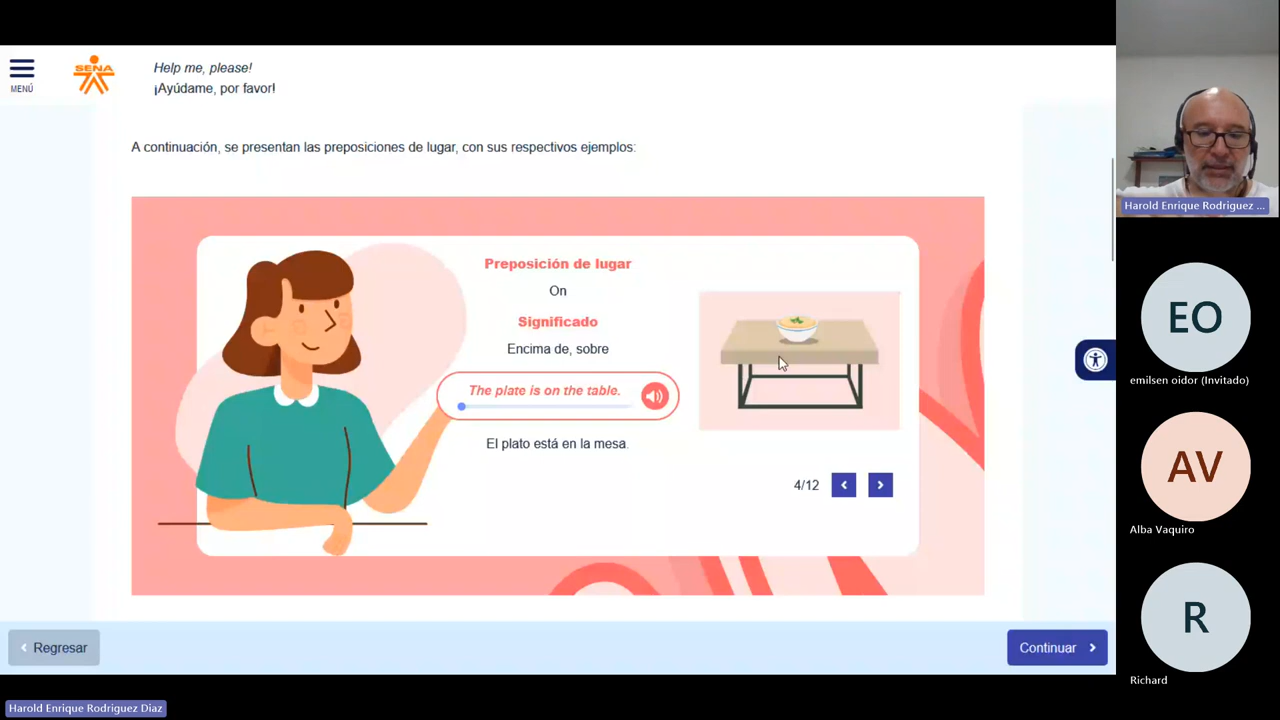 MENÚ
SENA
Help me, please!
¡Ayúdame, por favor!
A continuación, se presentan las preposiciones de lugar, con sus respectivos ejemplos:
Preposición de lugar
On
Significado
Encima de, sobre
The plate is on the table.
El plato está en la mesa.
4/12
Regresar
Continuar
Harold Enrique Rodriguez Diaz
Harold Enrique Rodriguez ...
EO
emilsen oidor (Invitado)
AV
Alba Vaquiro
R
Richard